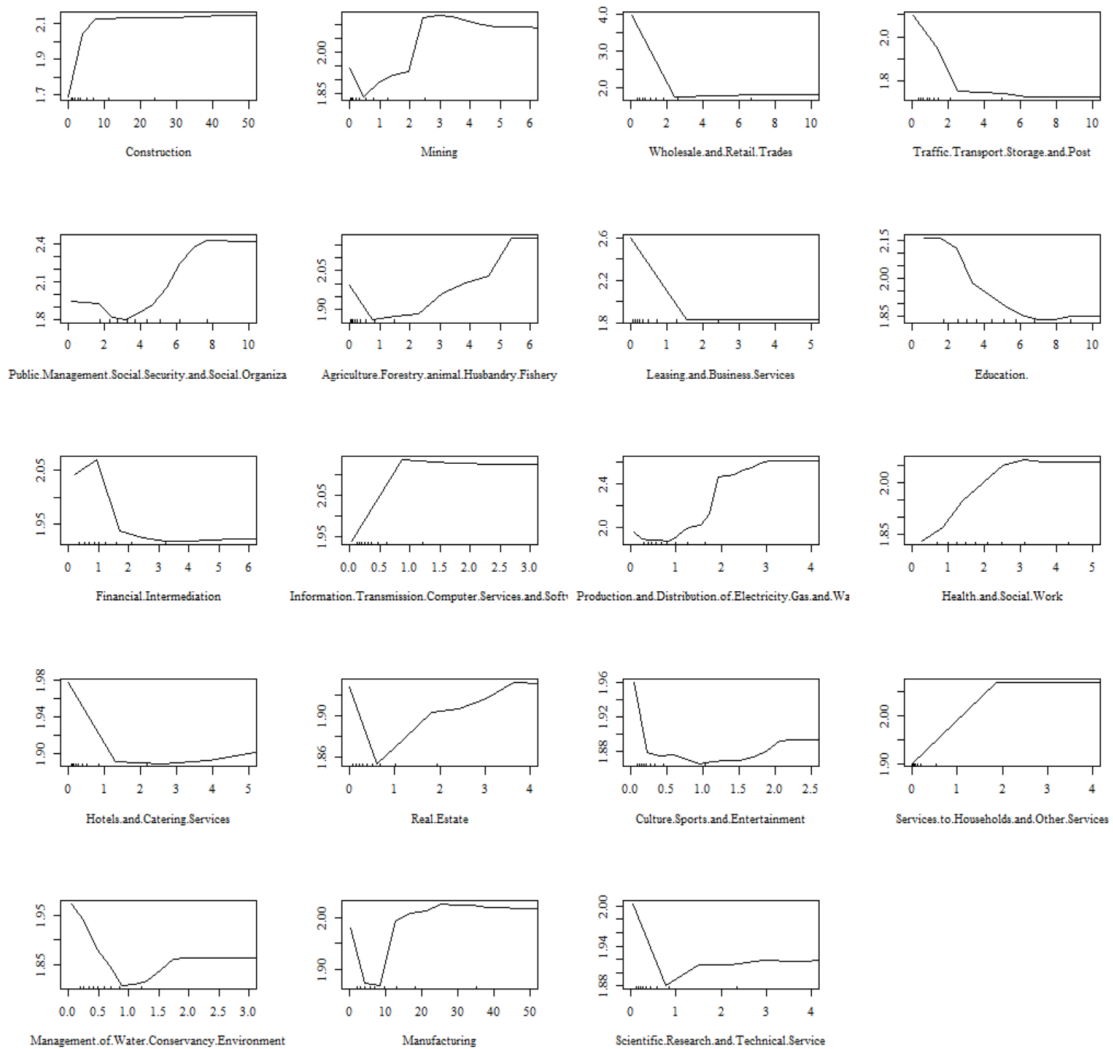 1.7 1.9 2.1
0 10 20 30 40 50
Construction
1.85 2.00
0 1 2 3 4 5 6
Mining
2.0 3.0 4.0
0 2 4 6 8 10
Wholesale.and.Retail.Trades
1.8 2.0
0 2 4 6 8 10
Traffic.Transport.Storage.and.Post
1.8 2.1 2.4
0 2 4 6 8 10
Public.Management.Social.Security.and.Social.Organiza
1.90 2.05
0 1 2 3 4 5 6
Agriculture.Forestry.animal.Husbandry.Fishery
1.8 2.2 2.6
0 1 2 3 4 5
Leasing.and.Business.Services
1.85 2.00 2.15
0 2 4 6 8 10
Education.
1.95 2.05
0 1 2 3 4 5 6
Financial.Intermediation
1.95 2.05
0.0 0.5 1.0 1.5 2.0 2.5 3.0
Information.Transmission.Computer.Services.and.Softw
2.0 2.4
0 1 2 3 4
Production.and.Distribution.of.Electricity.Gas.and.Wa
1.85 2.00
0 1 2 3 4 5
Health.and.Social.Work
1.90 1.94 1.98
0 1 2 3 4 5
Hotels.and.Catering.Services
1.86 1.90
0 1 2 3 4
Real.Estate
1.88 1.92 1.96
0.0 0.5 1.0 1.5 2.0 2.5
Culture.Sports.and.Entertainment
1.90 2.00
0 1 2 3 4
Services.to.Households.and.Other.Services
1.85 1.95
0.0 0.5 1.0 1.5 2.0 2.5 3.0
Management.of.Water.Conservancy.Environment
1.90 2.00
0 10 20 30 40 50
Manufacturing
1.88 1.94 2.00
0 1 2 3 4
Scientific.Research.and.Technical.Service